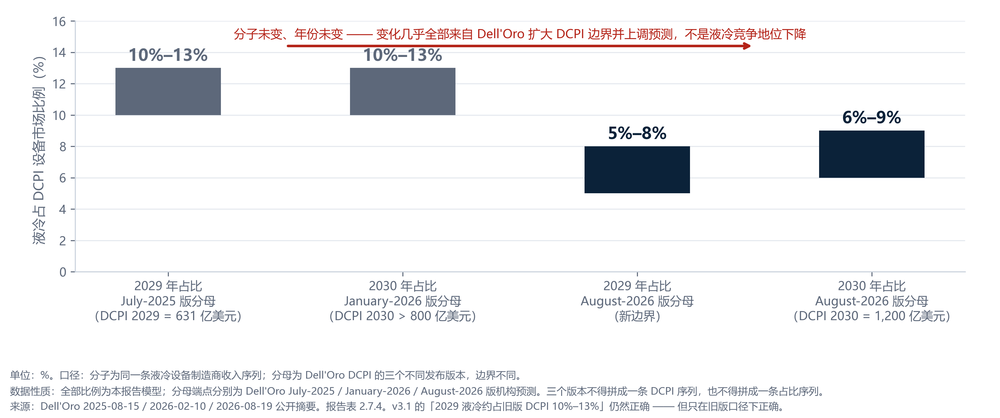 分子未变、年份未变 —— 变化几乎全部来自 Dell'Oro 扩大 DCPI 边界并上调预测，不是液冷竞争地位下降
液冷占 DCPI 设备市场比例（%）
16
14
12
10
8
6
4
2
0
10%–13%
10%–13%
5%–8%
6%–9%
2029 年占比
July-2025 版分母
（DCPI 2029 = 631 亿美元）
2030 年占比
January-2026 版分母
（DCPI 2030 > 800 亿美元）
2029 年占比
August-2026 版分母
（新边界）
2030 年占比
August-2026 版分母
（DCPI 2030 = 1,200 亿美元）
单位：%。口径：分子为同一条液冷设备制造商收入序列；分母为 Dell'Oro DCPI 的三个不同发布版本，边界不同。
数据性质：全部比例为本报告模型；分母端点分别为 Dell'Oro July-2025 / January-2026 / August-2026 版机构预测。三个版本不得拼成一条 DCPI 序列，也不得拼成一条占比序列。
来源：Dell'Oro 2025-08-15 / 2026-02-10 / 2026-08-19 公开摘要。报告表 2.7.4。v3.1 的「2029 液冷约占旧版 DCPI 10%–13%」仍然正确 —— 但只在旧版口径下正确。